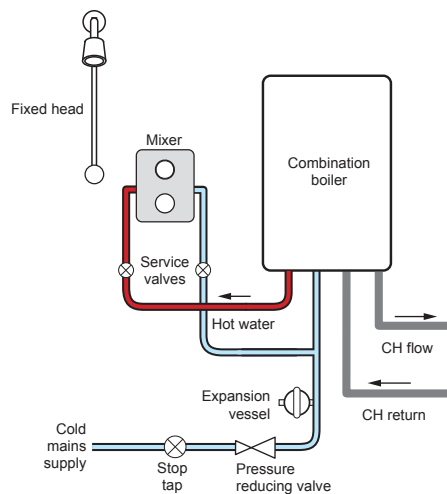 Fixed head
Mixer
Combination
boiler
Service
valves
Hot water
CH flow
Expansion
vessel
CH return
Cold
mains
supply
Stop
tap
Pressure
reducing valve